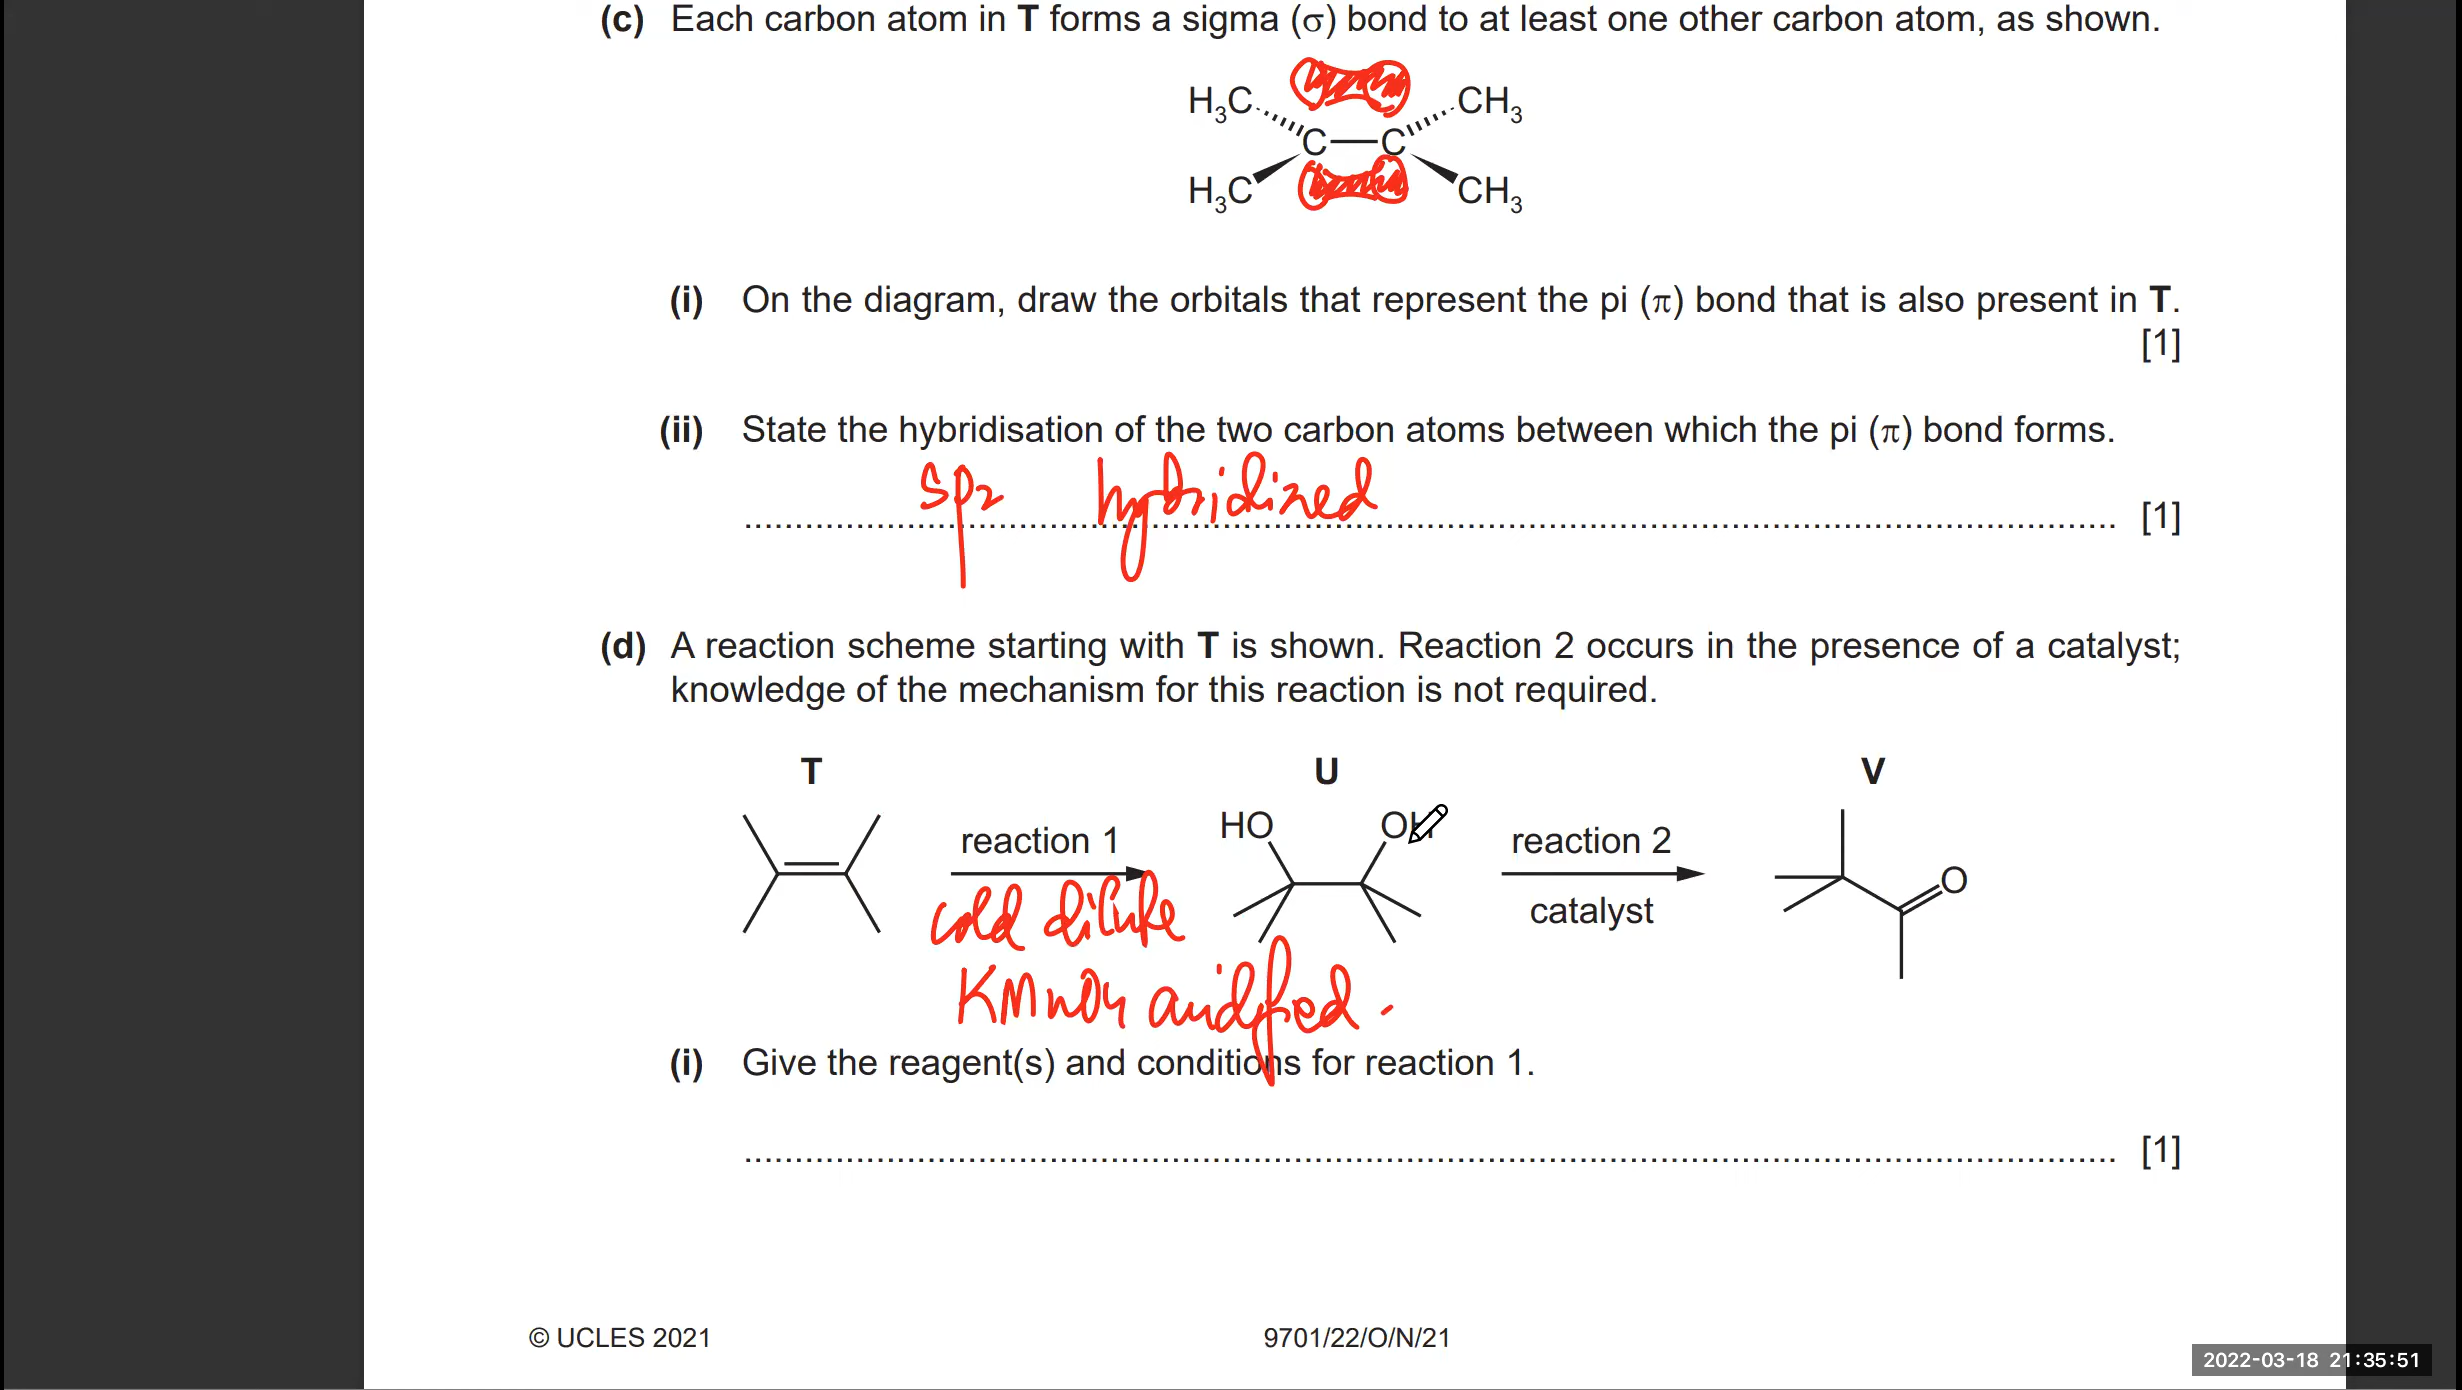 (c) Each carbon atom in T forms a sigma (σ) bond to at least one other carbon atom, as shown.
H₃C CH₃
C C
H₃C CH₃
(i) On the diagram, draw the orbitals that represent the pi (π) bond that is also present in T.
[1]
(ii) State the hybridisation of the two carbon atoms between which the pi (π) bond forms.
sp2 hybridized
[1]
(d) A reaction scheme starting with T is shown. Reaction 2 occurs in the presence of a catalyst;
knowledge of the mechanism for this reaction is not required.
T U V
HO OH
reaction 1 reaction 2
O
catalyst
cold dilute
KMnO4 acidified.
(i) Give the reagent(s) and conditions for reaction 1.
[1]
© UCLES 2021 9701/22/O/N/21
2022-03-18 21:35:51